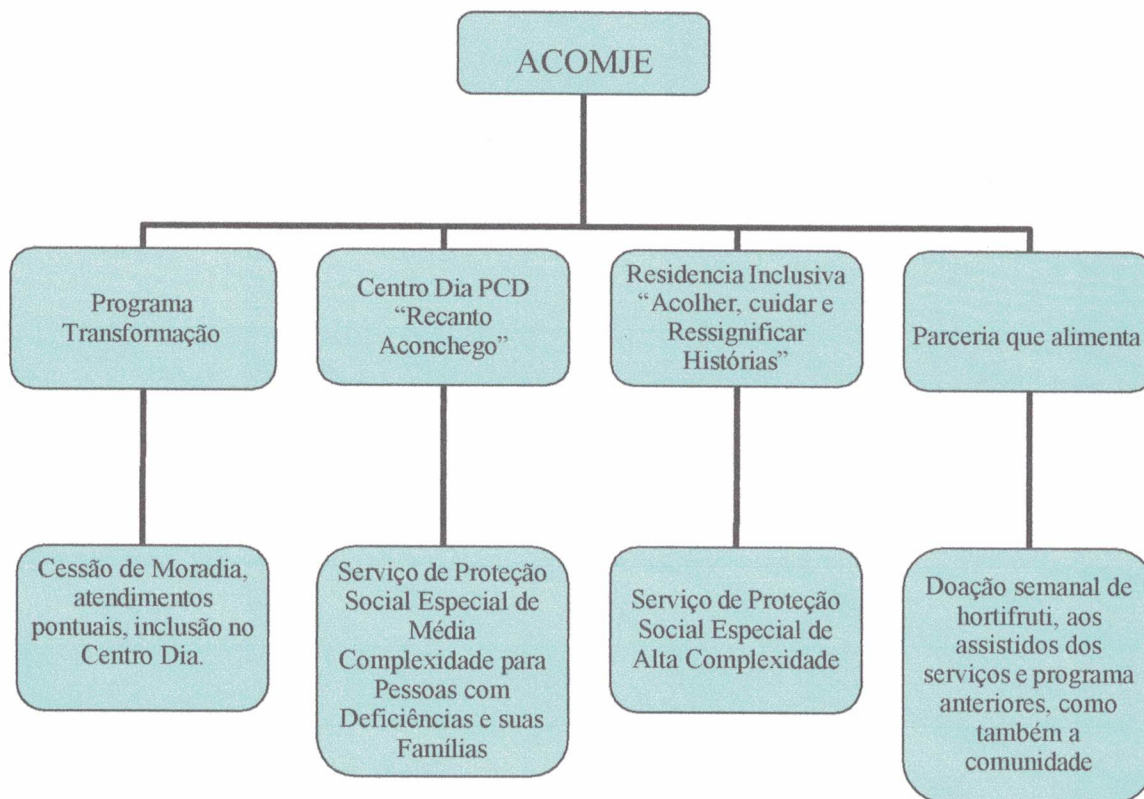 ACOMJE
Programa
Transformação
Centro Dia PCD
“Recanto
Aconchego”
Residencia Inclusiva
“Acolher, cuidar e
Ressignificar
Histórias”
Parceria que alimenta
Cessão de Moradia,
atendimentos
pontuais, inclusão no
Centro Dia.
Serviço de Proteção
Social Especial de
Média
Complexidade para
Pessoas com
Deficiências e suas
Famílias
Serviço de Proteção
Social Especial de
Alta Complexidade
Doação semanal de
hortifruti, aos
assistidos dos
serviços e programa
anteriores, como
também a
comunidade